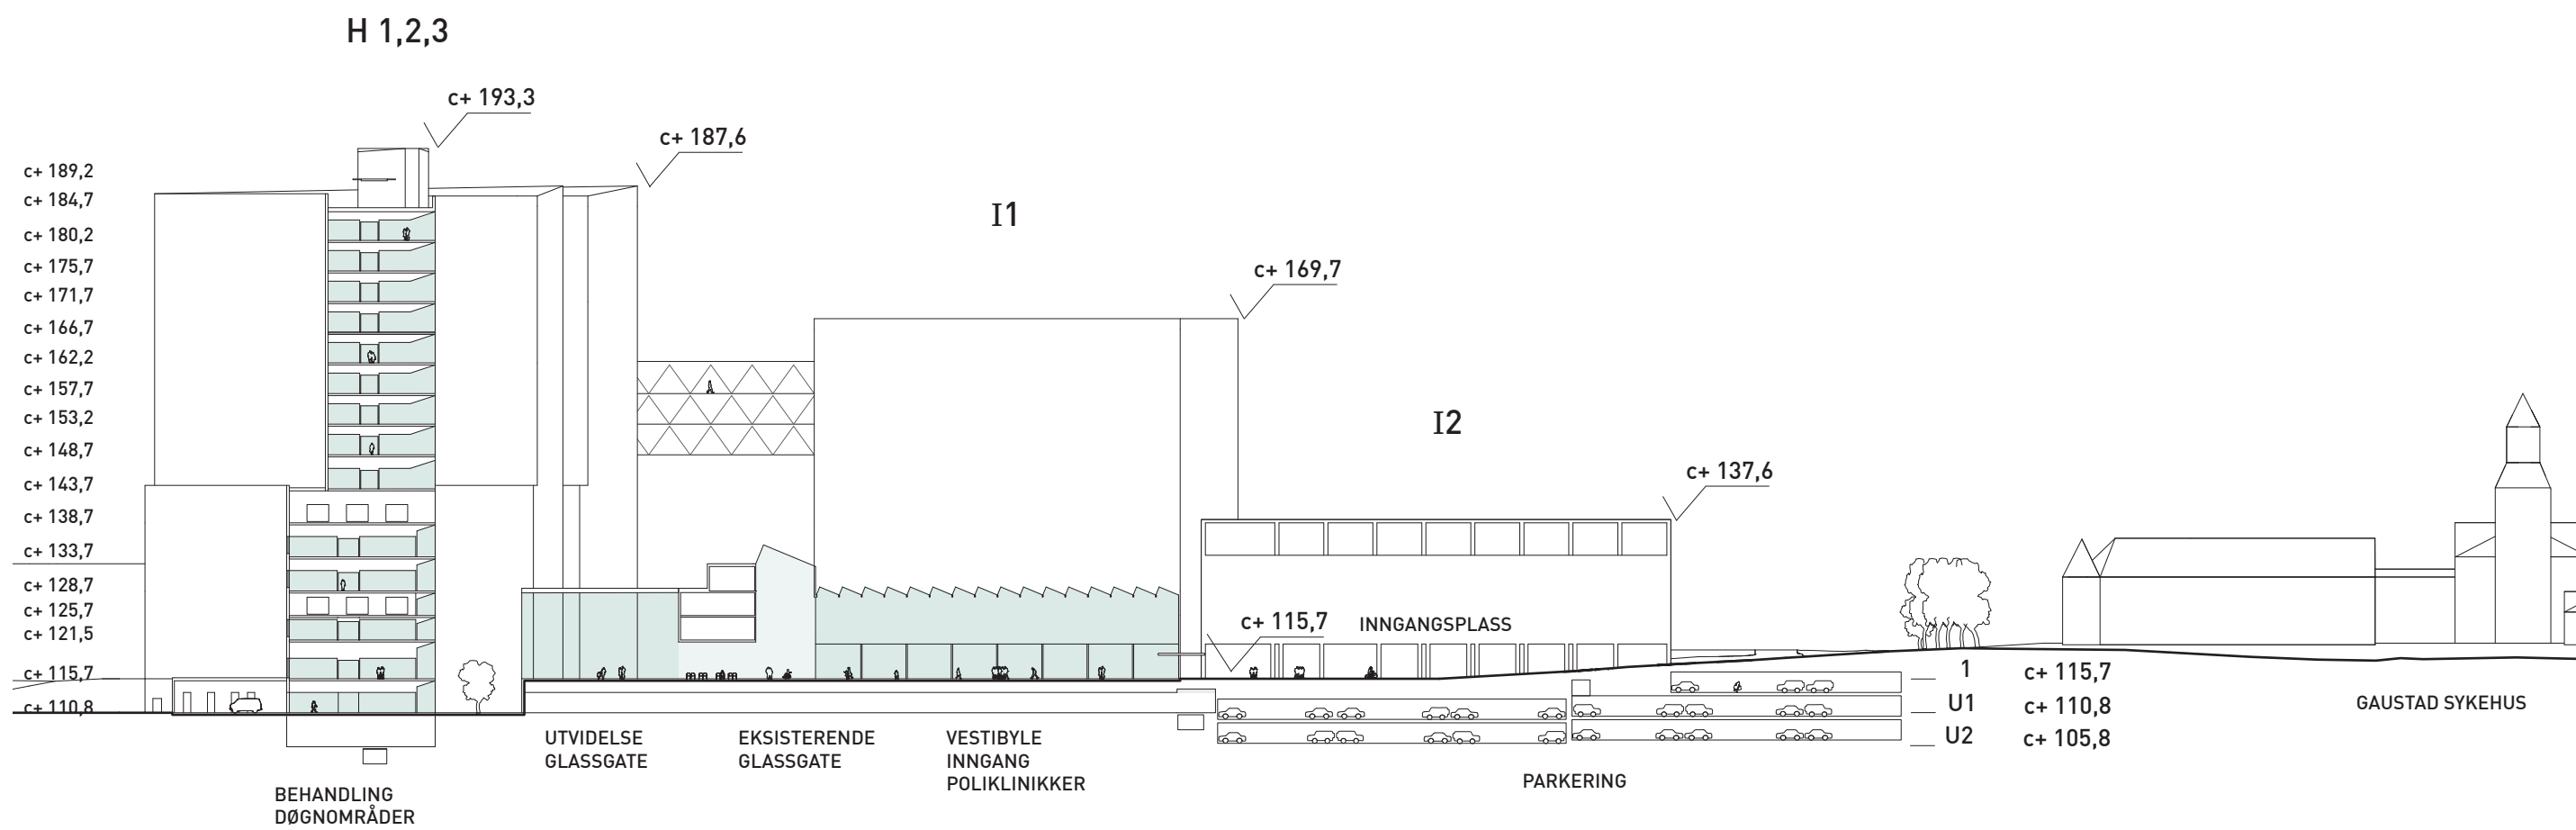 H 1,2,3
c+ 193,3
c+ 187,6
I1
c+ 169,7
I2
c+ 137,6
c+ 189,2
c+ 184,7
c+ 180,2
c+ 175,7
c+ 171,7
c+ 166,7
c+ 162,2
c+ 157,7
c+ 153,2
c+ 148,7
c+ 143,7
c+ 138,7
c+ 133,7
c+ 128,7
c+ 125,7
c+ 121,5
c+ 115,7
c+ 110,8
c+ 115,7
INNGANGSPLASS
1 c+ 115,7
U1 c+ 110,8
U2 c+ 105,8
GAUSTAD SYKEHUS
UTVIDELSE
GLASSGATE
EKSISTERENDE
GLASSGATE
VESTIBYLE
INNGANG
POLIKLINIKKER
PARKERING
BEHANDLING
DØGNOMRÅDER